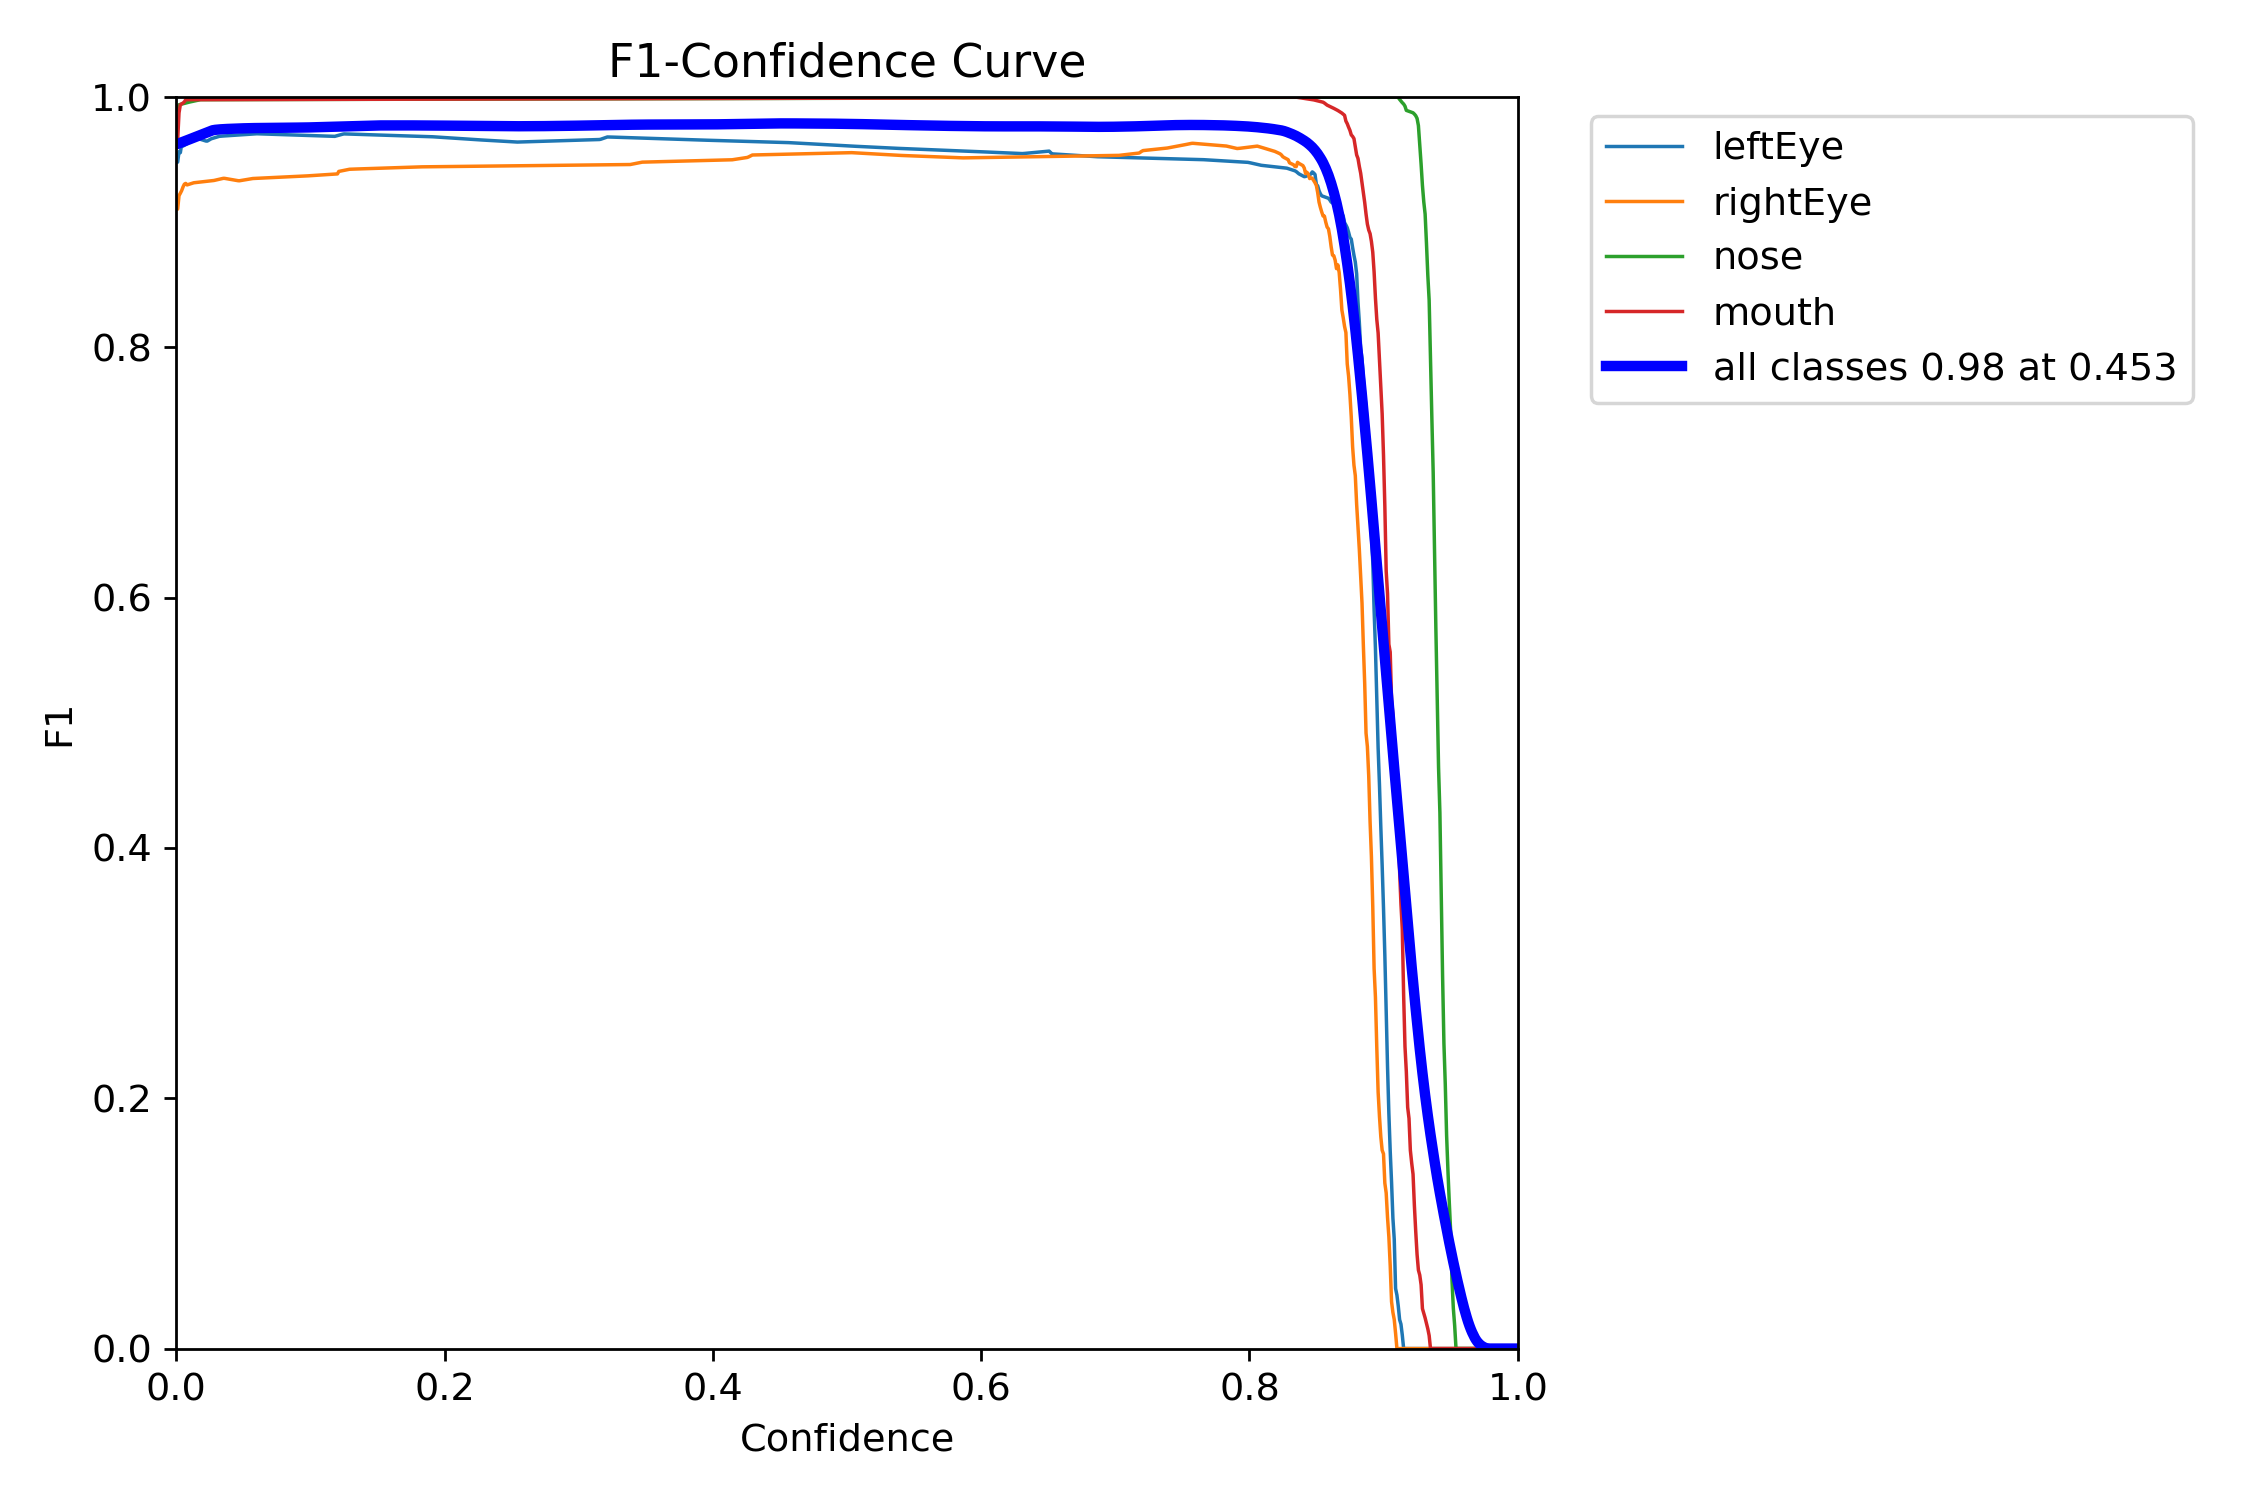 F1-Confidence Curve
1.0
0.8
0.6
0.4
0.2
0.0
F1
0.0 0.2 0.4 0.6 0.8 1.0
Confidence
leftEye
rightEye
nose
mouth
all classes 0.98 at 0.453